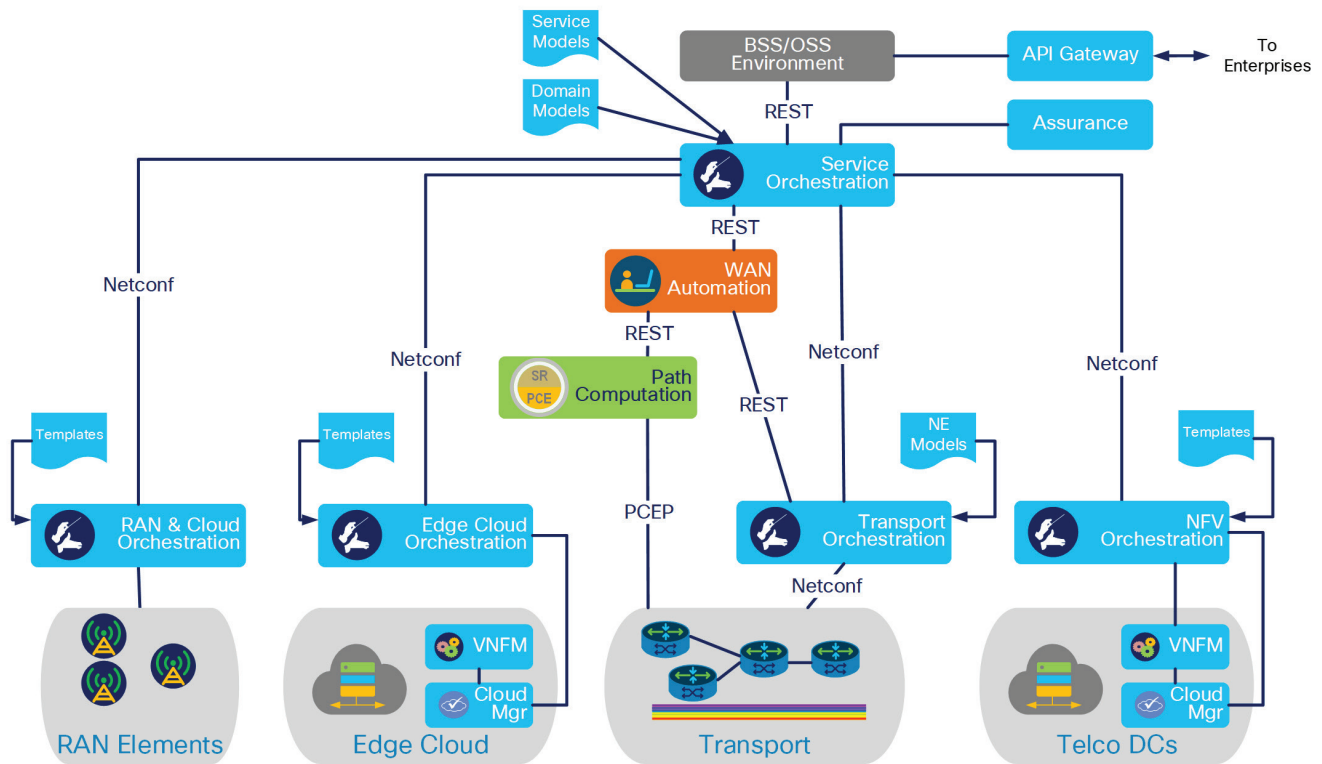 Service
Models
BSS/OSS
Environment
API Gateway
To
Enterprises
Domain
Models
REST
Assurance
Service
Orchestration
REST
WAN
Automation
Netconf
REST
Netconf
Netconf
Netconf
SR
PCE
Path
Computation
REST
Templates
Templates
NE
Models
Templates
PCEP
RAN & Cloud
Orchestration
Edge Cloud
Orchestration
Transport
Orchestration
NFV
Orchestration
Netconf
VNFM
Cloud
Mgr
VNFM
Cloud
Mgr
RAN Elements
Edge Cloud
Transport
Telco DCs